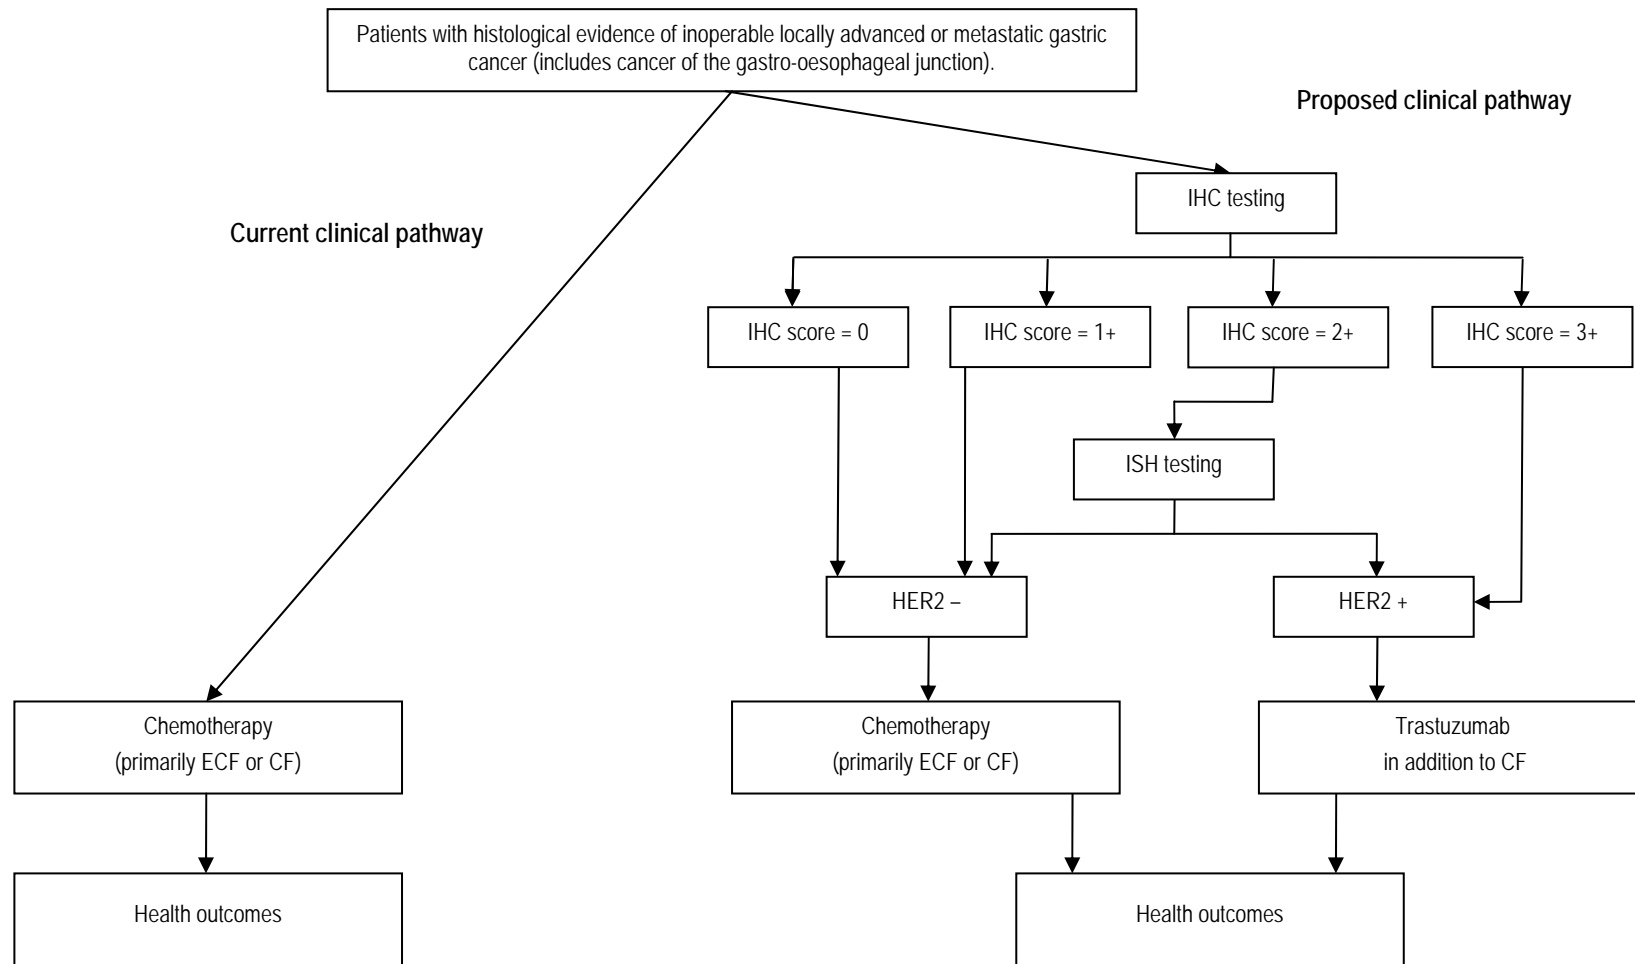 Patients with histological evidence of inoperable locally advanced or metastatic gastric
cancer (includes cancer of the gastro-oesophageal junction).
Proposed clinical pathway
IHC testing
Current clinical pathway
IHC score = 0
IHC score = 1+
IHC score = 2+
IHC score = 3+
ISH testing
HER2 –
HER2 +
Chemotherapy
(primarily ECF or CF)
Chemotherapy
(primarily ECF or CF)
Trastuzumab
in addition to CF
Health outcomes
Health outcomes